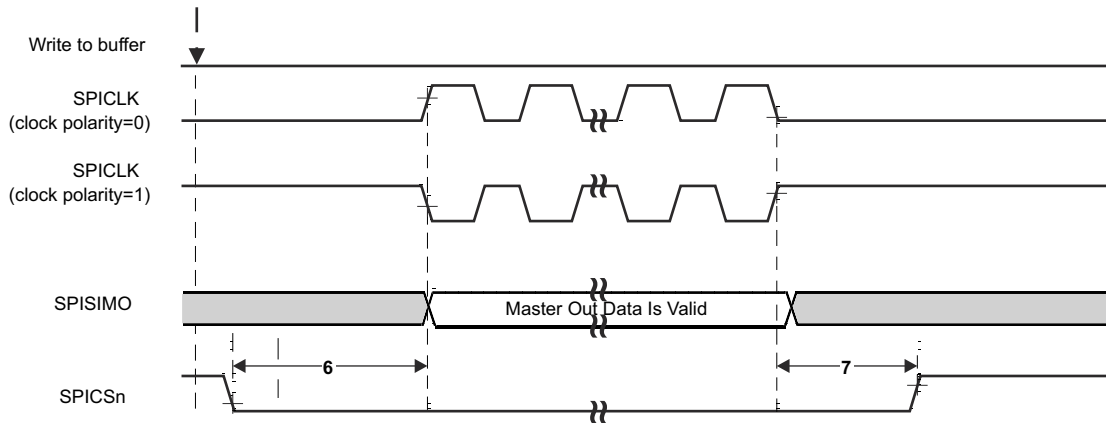 Write to buffer
SPICLK
(clock polarity=0)
SPICLK
(clock polarity=1)
SPISIMO
Master Out Data Is Valid
6
7
SPICSn